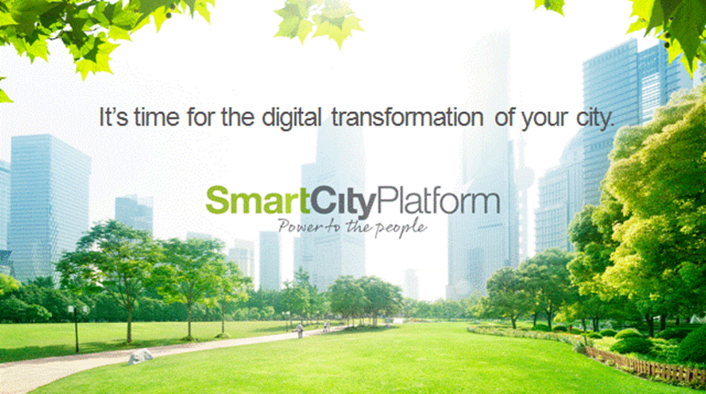 It's time for the digital transformation of your city.
SmartCityPlatform
Power to the people